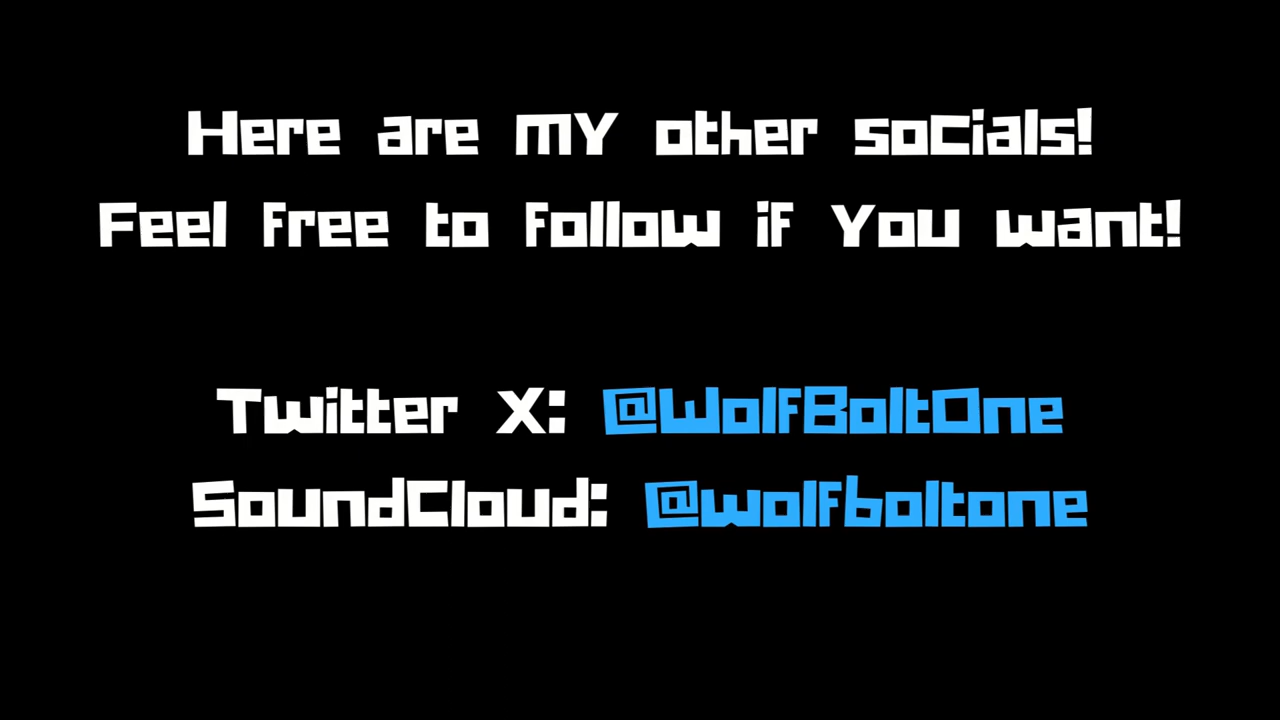 Here are MY other socials!
Feel free to follow if You want!
Twitter X: @WolfBoltOne
SoundCloud: @wolfboltone